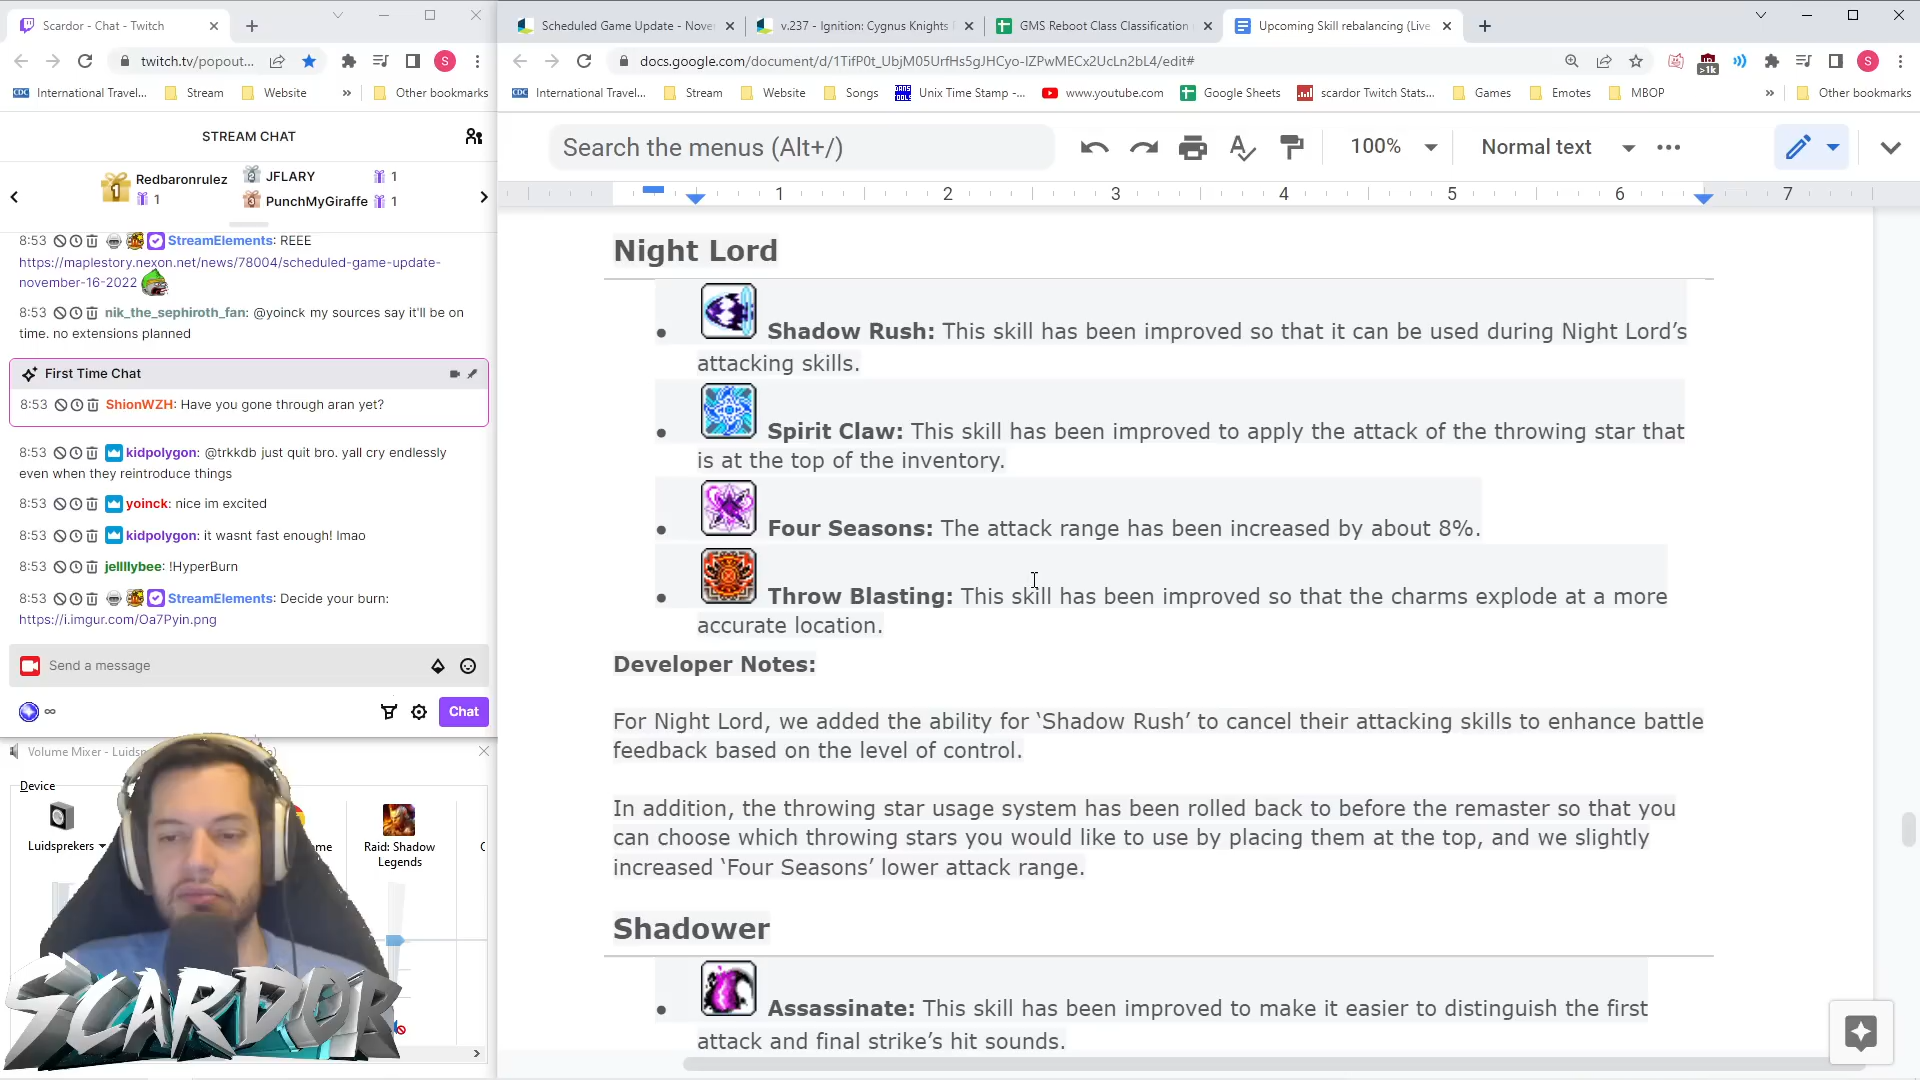 Scardor - Chat - Twitch
twitch.tv/popout...
International Travel...
Stream
Website
»
Other bookmarks
STREAM CHAT
Redbaronrulez
1
JFLARY
1
PunchMyGiraffe
1
8:53 StreamElements: REEE
https://maplestory.nexon.net/news/78004/scheduled-game-update-
november-16-2022
8:53 nik_the_sephiroth_fan: @yoinck my sources say it'll be on
time. no extensions planned
First Time Chat
8:53 ShionWZH: Have you gone through aran yet?
8:53 kidpolygon: @trkkdb just quit bro. yall cry endlessly
even when they reintroduce things
8:53 yoinck: nice im excited
8:53 kidpolygon: it wasnt fast enough! lmao
8:53 jellllybee: !HyperBurn
8:53 StreamElements: Decide your burn:
https://i.imgur.com/Oa7Pyin.png
Send a message
∞
Chat
Volume Mixer - Luidsp
Device
Luidsprekers
me
Raid: Shadow
Legends
SCARDOR
Scheduled Game Update - Nove
v.237 - Ignition: Cygnus Knights
GMS Reboot Class Classification
Upcoming Skill rebalancing (Live
docs.google.com/document/d/1TifP0t_UbjM05UrfHs5gJHCyo-IZPwMECx2UcLn2bL4/edit#
>1k
S
International Travel...
Stream
Website
Songs
Unix Time Stamp -...
www.youtube.com
Google Sheets
scardor Twitch Stats...
Games
Emotes
MBOP
»
Other bookmarks
Search the menus (Alt+/)
100%
Normal text
1 2 3 4 5 6 7
Night Lord
• Shadow Rush: This skill has been improved so that it can be used during Night Lord’s
attacking skills.
• Spirit Claw: This skill has been improved to apply the attack of the throwing star that
is at the top of the inventory.
• Four Seasons: The attack range has been increased by about 8%.
• Throw Blasting: This skill has been improved so that the charms explode at a more
accurate location.
Developer Notes:
For Night Lord, we added the ability for ‘Shadow Rush’ to cancel their attacking skills to enhance battle
feedback based on the level of control.
In addition, the throwing star usage system has been rolled back to before the remaster so that you
can choose which throwing stars you would like to use by placing them at the top, and we slightly
increased ‘Four Seasons’ lower attack range.
Shadower
• Assassinate: This skill has been improved to make it easier to distinguish the first
attack and final strike’s hit sounds.